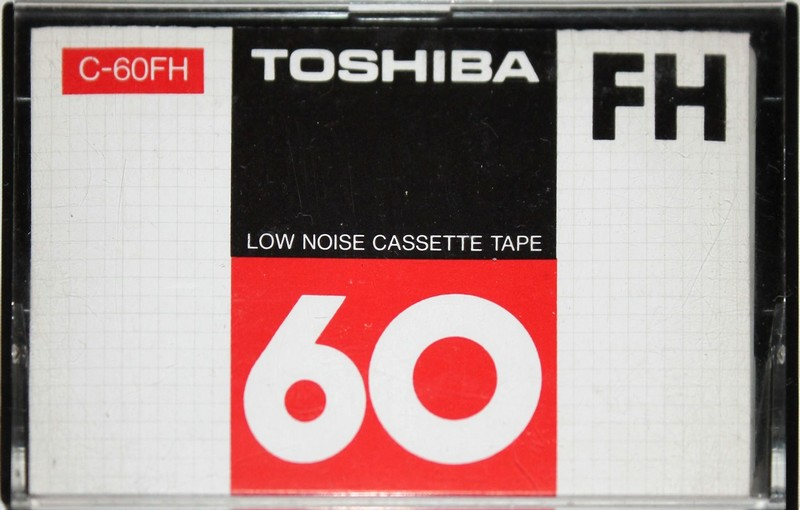 C-60FH
TOSHIBA
FH
LOW NOISE CASSETTE TAPE
60